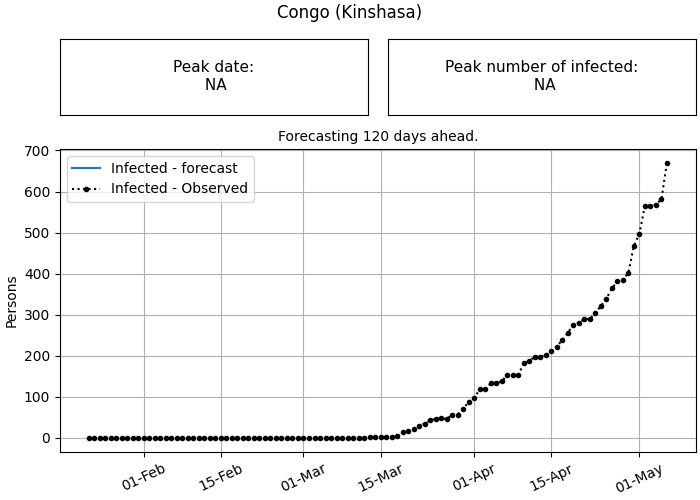 Congo (Kinshasa)
Peak date:
NA
Peak number of infected:
NA
Forecasting 120 days ahead.
Infected - forecast
Infected - Observed
Persons
700
600
500
400
300
200
100
0
01-Feb
15-Feb
01-Mar
15-Mar
01-Apr
15-Apr
01-May